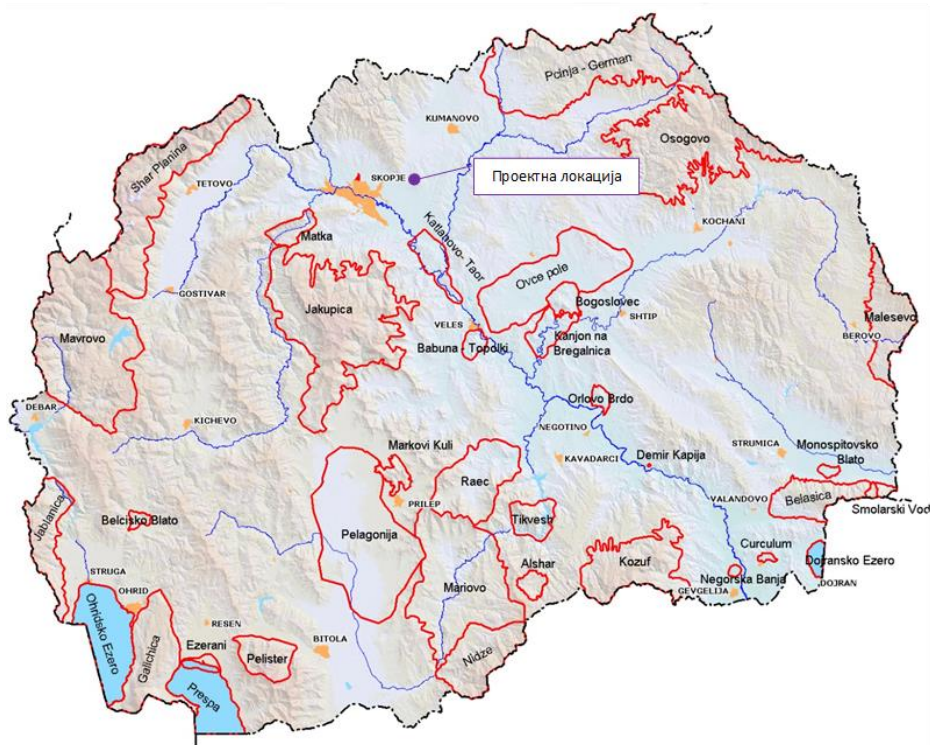 Pcinja - German
KUMANOVO
Osogovo
Shar Planina
SKOPJE
Проектна локација
TETOVO
KOCHANI
Matka
Katlanovo- Taor
Ovce pole
GOSTIVAR
Jakupica
Bogoslovec
SHTIP
Malesevo
Mavrovo
VELES
BEROVO
Babuna - Topolki
Kanjon na
Bregalnica
DEBAR
Orlovo Brdo
KICHEVO
NEGOTINO
Markovi Kuli
STRUMICA
Monospitovsko
Blato
KAVADARCI
Demir Kapija
Raec
PRILEP
VALANDOVO
Belasica
Jablanica
Belcisko Blato
Tikvesh
Smolarski Vod
Pelagonija
Curculum
Alshar
Kozuf
Dojransko Ezero
STRUGA
Mariovo
Negorska Banja
DOJRAN
OHRID
GEVGELIJA
RESEN
Ohridsko Ezero
Galichica
Ezerani
BITOLA
Pelister
Nidze
Prespa